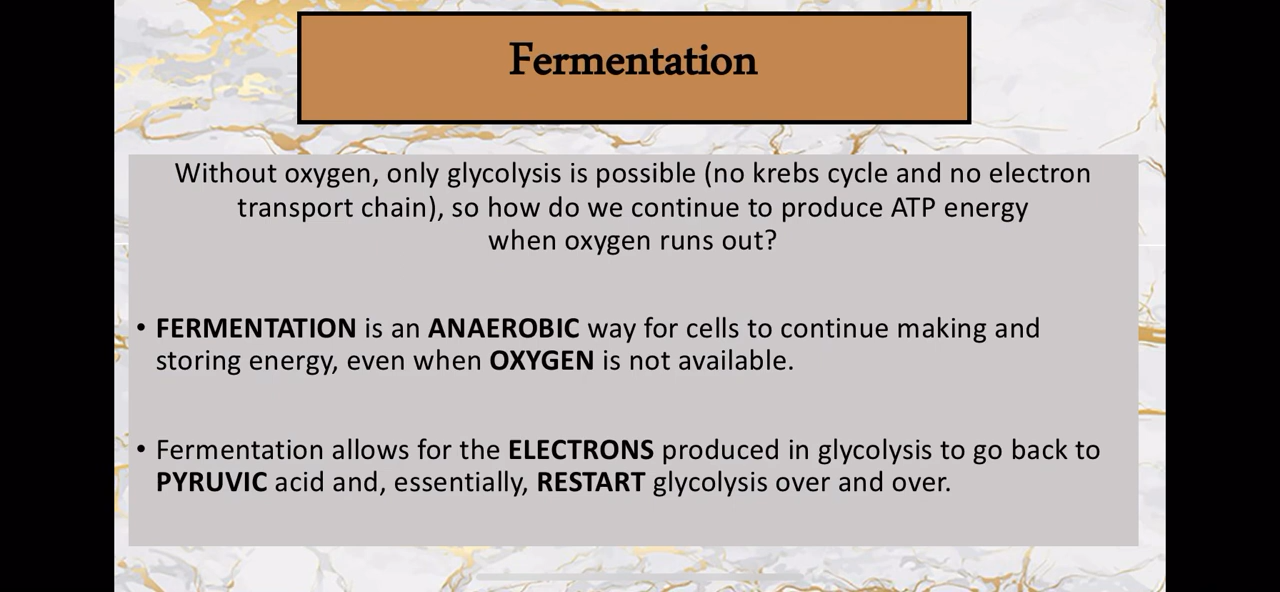 Fermentation
Without oxygen, only glycolysis is possible (no krebs cycle and no electron
transport chain), so how do we continue to produce ATP energy
when oxygen runs out?
• FERMENTATION is an ANAEROBIC way for cells to continue making and
storing energy, even when OXYGEN is not available.
• Fermentation allows for the ELECTRONS produced in glycolysis to go back to
PYRUVIC acid and, essentially, RESTART glycolysis over and over.